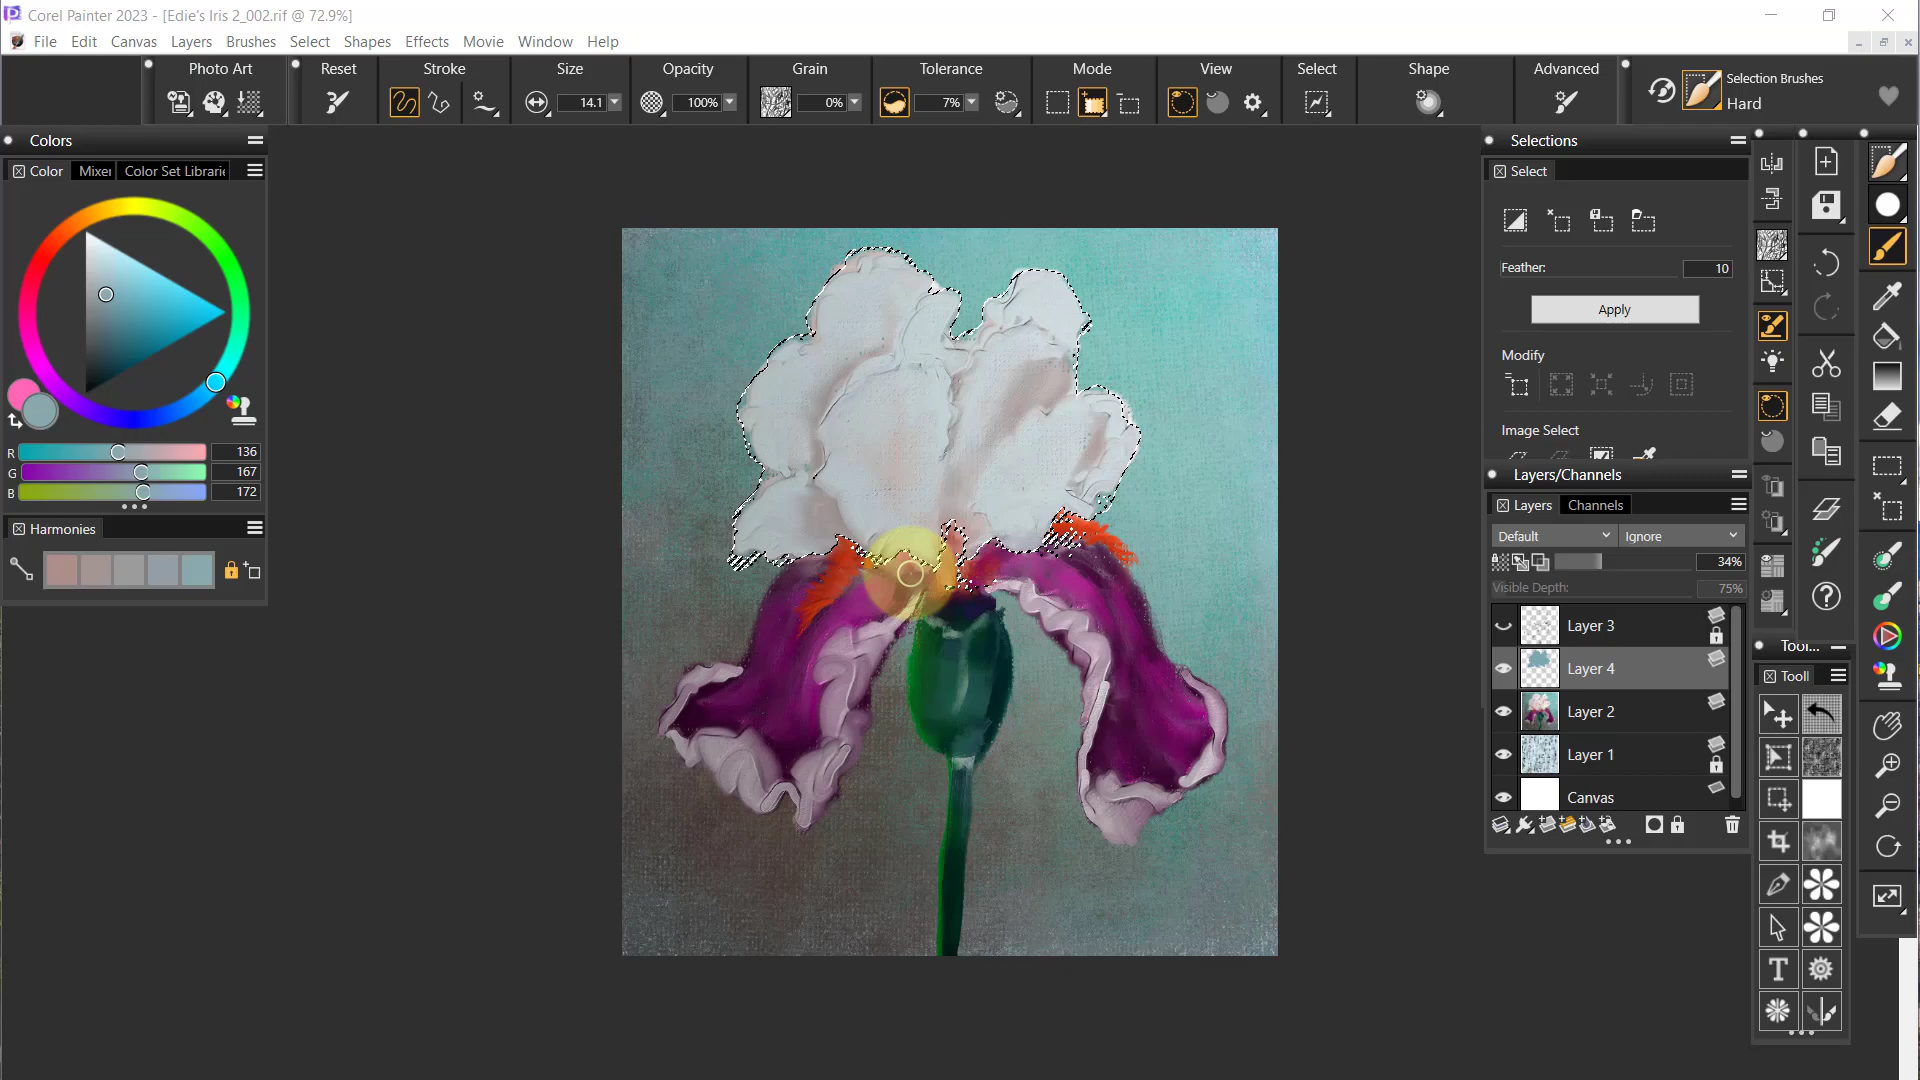 Corel Painter 2023 - [Edie's Iris 2_002.rif @ 72.9%]
File Edit Canvas Layers Brushes Select Shapes Effects Movie Window Help
Photo Art Reset Stroke Size Opacity Grain Tolerance Mode View Select Shape Advanced
14.1 100% 0% 7%
Selection Brushes
Hard
Colors
Color Mixer Color Set Librarie
R 136
G 167
B 172
Harmonies
Selections
Select
Feather: 10
Apply
Modify
Image Select
Layers/Channels
Layers Channels
Default Ignore
34%
Visible Depth: 75%
Layer 3
Layer 4
Layer 2
Layer 1
Canvas
Tool...
Tooll
T